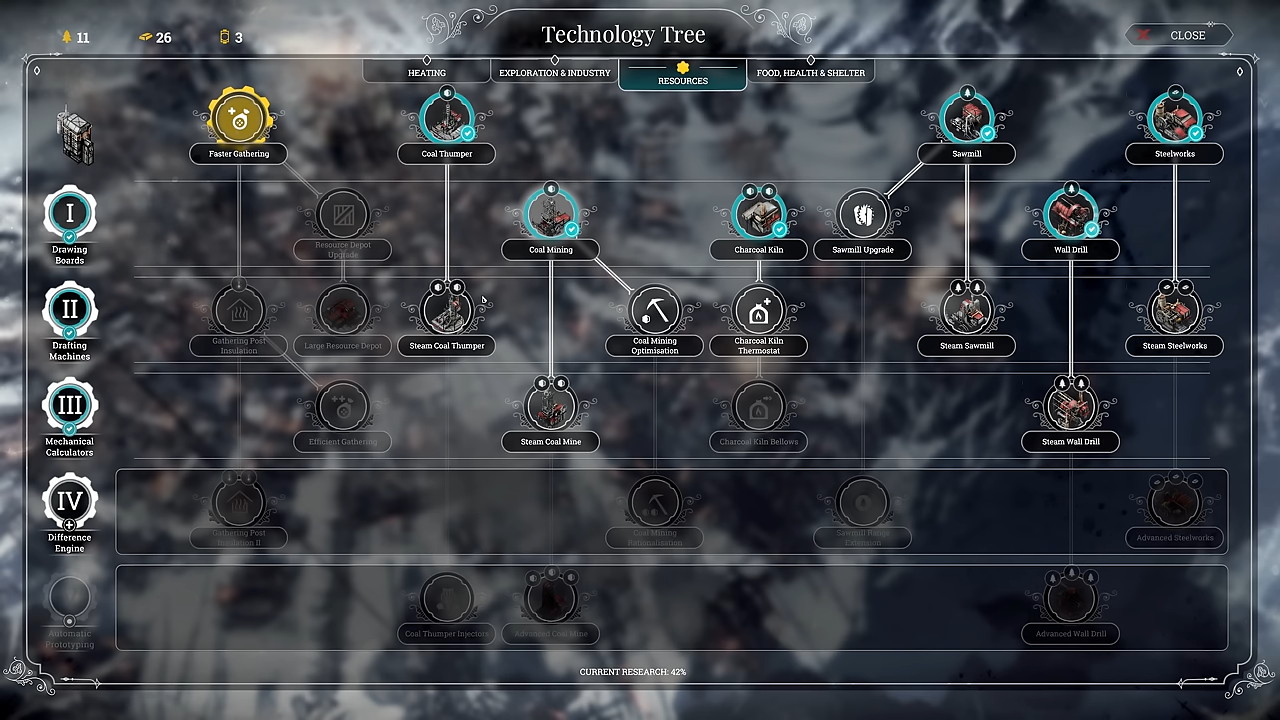 11
26
3
Technology Tree
CLOSE
HEATING
EXPLORATION & INDUSTRY
RESOURCES
FOOD, HEALTH & SHELTER
Faster Gathering
Coal Thumper
Sawmill
Steelworks
I
Drawing
Boards
Resource Depot
Upgrade
Coal Mining
Charcoal Kiln
Sawmill Upgrade
Wall Drill
II
Drafting
Machines
Gathering Post
Insulation
Large Resource Depot
Steam Coal Thumper
Coal Mining
Optimisation
Charcoal Kiln
Thermostat
Steam Sawmill
Steam Steelworks
III
Mechanical
Calculators
Efficient Gathering
Steam Coal Mine
Charcoal Kiln Bellows
Steam Wall Drill
IV
Difference
Engine
Gathering Post
Insulation II
Coal Mining
Rationalisation
Sawmill Range
Extension
Advanced Steelworks
Automatic
Prototyping
Coal Thumper Injectors
Advanced Coal Mine
Advanced Wall Drill
CURRENT RESEARCH: 42%